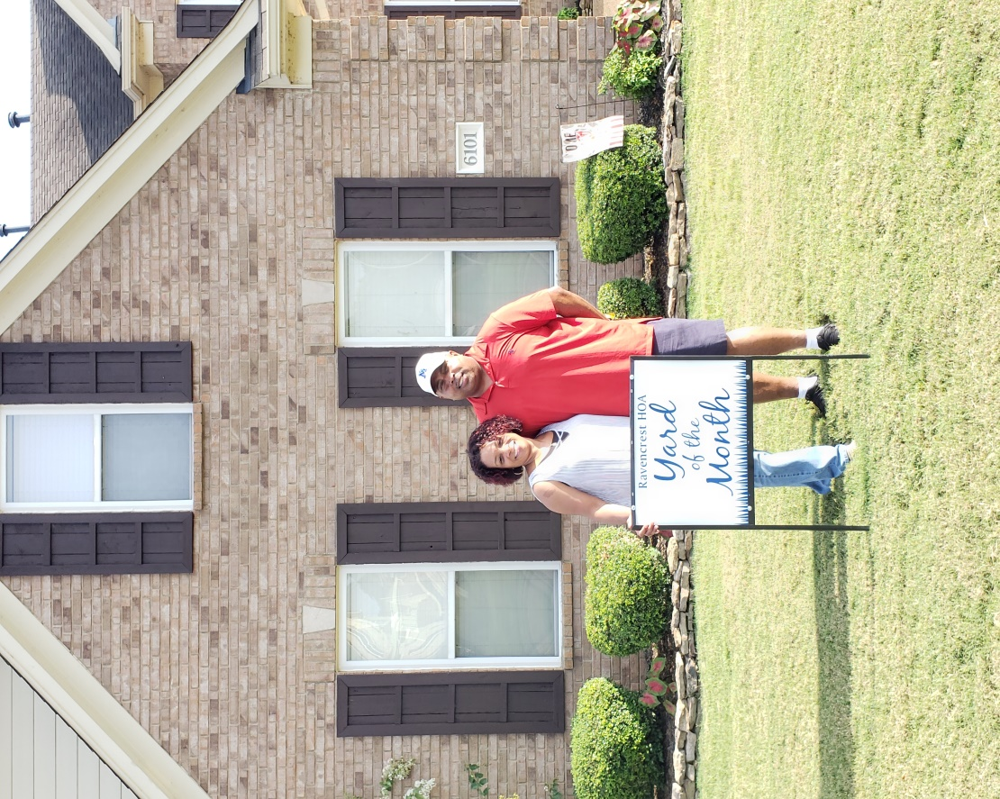 6101
Ravencrest HOA
Yard
of the
Month